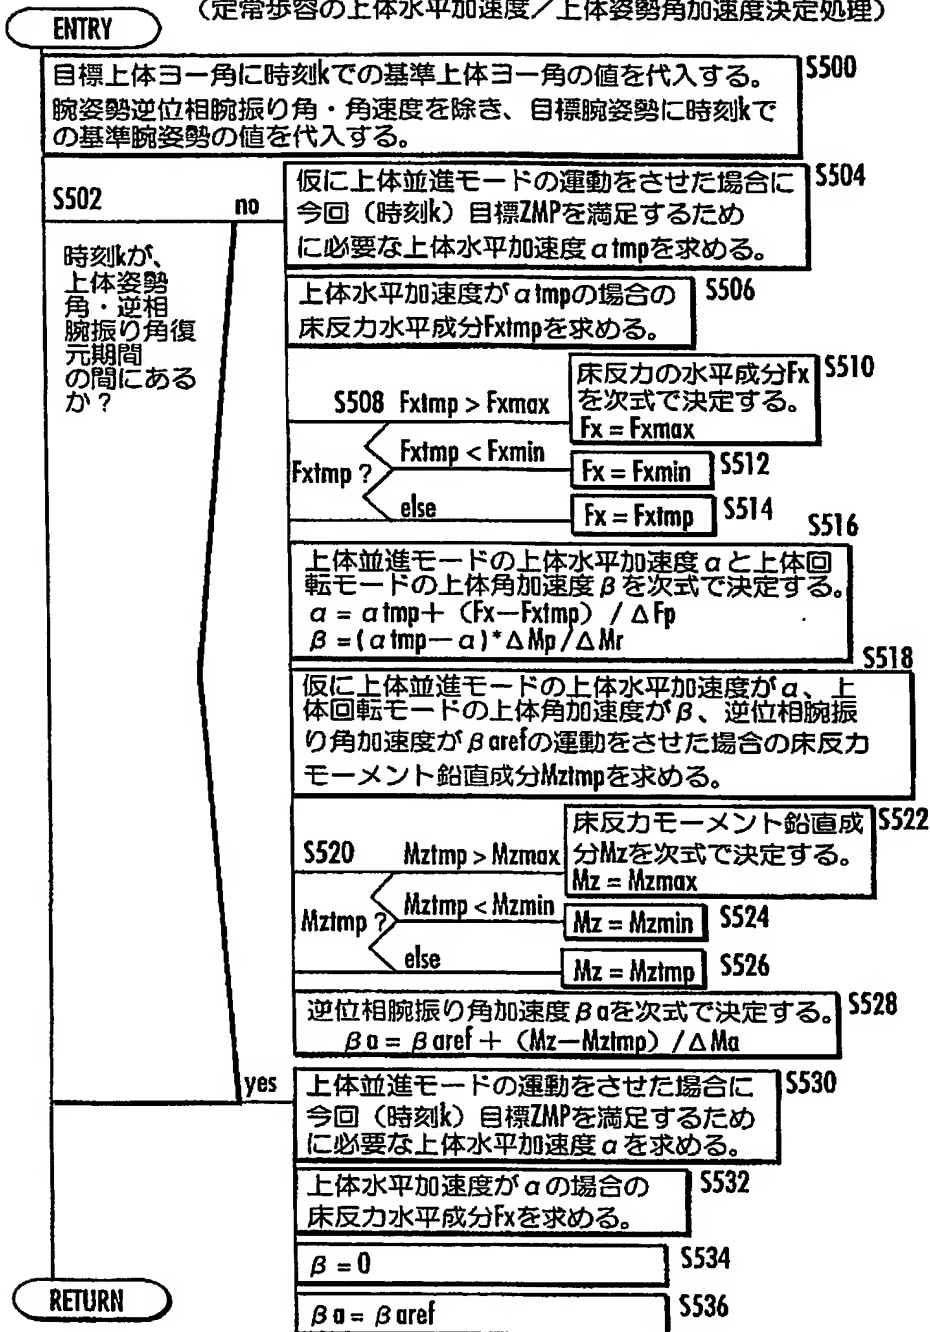 (定常歩容の上体水平加速度/上体姿勢角加速度決定処理)
ENTRY
目標上体ヨー角に時刻kでの基準上体ヨー角の値を代入する。
腕姿勢逆位相腕振り角・角速度を除き、目標腕姿勢に時刻kで
の基準腕姿勢の値を代入する。
S500
S502
no
時刻kが、
上体姿勢
角・逆相
腕振り角復
元期間
の間にある
か?
仮に上体並進モードの運動をさせた場合に
今回(時刻k)目標ZMPを満足するため
に必要な上体水平加速度αtmpを求める。
S504
上体水平加速度がαtmpの場合の
床反力水平成分Fxtmpを求める。
S506
S508
Fxtmp ?
Fxtmp > Fxmax
床反力の水平成分Fx
を次式で決定する。
Fx = Fxmax
S510
Fxtmp < Fxmin
Fx = Fxmin
S512
else
Fx = Fxtmp
S514
S516
上体並進モードの上体水平加速度αと上体回
転モードの上体角加速度βを次式で決定する。
α = αtmp+ (Fx-Fxtmp) / ΔFp
β =(αtmp-α)*ΔMp/ΔMr
S518
仮に上体並進モードの上体水平加速度がα、上
体回転モードの上体角加速度がβ、逆位相腕振
り角加速度がβarefの運動をさせた場合の床反力
モーメント鉛直成分Mztmpを求める。
S520
Mztmp ?
Mztmp > Mzmax
床反力モーメント鉛直成
分Mzを次式で決定する。
Mz = Mzmax
S522
Mztmp < Mzmin
Mz = Mzmin
S524
else
Mz = Mztmp
S526
逆位相腕振り角加速度βaを次式で決定する。
βa = βaref + (Mz-Mztmp) / ΔMa
S528
yes
上体並進モードの運動をさせた場合に
今回(時刻k)目標ZMPを満足するため
に必要な上体水平加速度αを求める。
S530
上体水平加速度がαの場合の
床反力水平成分Fxを求める。
S532
β = 0
S534
βa = βaref
S536
RETURN